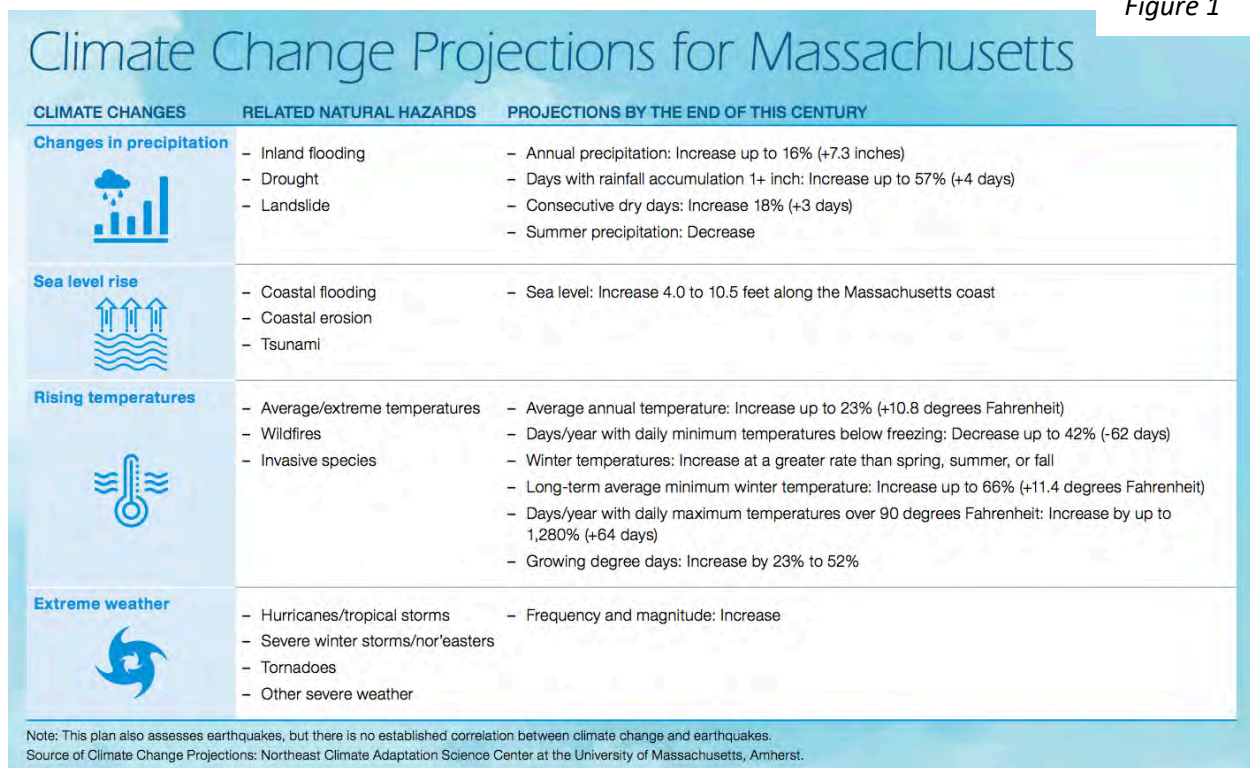 Figure 1
Climate Change Projections for Massachusetts
CLIMATE CHANGES RELATED NATURAL HAZARDS PROJECTIONS BY THE END OF THIS CENTURY
Changes in precipitation
– Inland flooding
– Drought
– Landslide
– Annual precipitation: Increase up to 16% (+7.3 inches)
– Days with rainfall accumulation 1+ inch: Increase up to 57% (+4 days)
– Consecutive dry days: Increase 18% (+3 days)
– Summer precipitation: Decrease
Sea level rise
– Coastal flooding
– Coastal erosion
– Tsunami
– Sea level: Increase 4.0 to 10.5 feet along the Massachusetts coast
Rising temperatures
– Average/extreme temperatures
– Wildfires
– Invasive species
– Average annual temperature: Increase up to 23% (+10.8 degrees Fahrenheit)
– Days/year with daily minimum temperatures below freezing: Decrease up to 42% (-62 days)
– Winter temperatures: Increase at a greater rate than spring, summer, or fall
– Long-term average minimum winter temperature: Increase up to 66% (+11.4 degrees Fahrenheit)
– Days/year with daily maximum temperatures over 90 degrees Fahrenheit: Increase by up to
1,280% (+64 days)
– Growing degree days: Increase by 23% to 52%
Extreme weather
– Hurricanes/tropical storms
– Severe winter storms/nor'easters
– Tornadoes
– Other severe weather
– Frequency and magnitude: Increase
Note: This plan also assesses earthquakes, but there is no established correlation between climate change and earthquakes.
Source of Climate Change Projections: Northeast Climate Adaptation Science Center at the University of Massachusetts, Amherst.